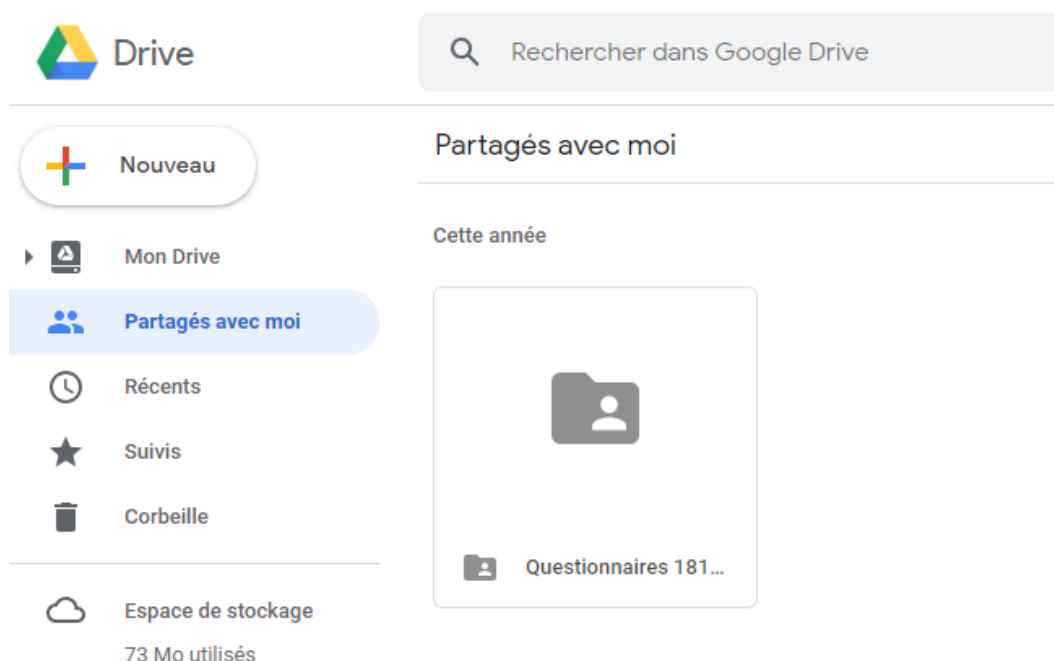 Drive
Rechercher dans Google Drive
Nouveau
Mon Drive
Partagés avec moi
Récents
Suivis
Corbeille
Espace de stockage
73 Mo utilisés
Partagés avec moi
Cette année
Questionnaires 181...